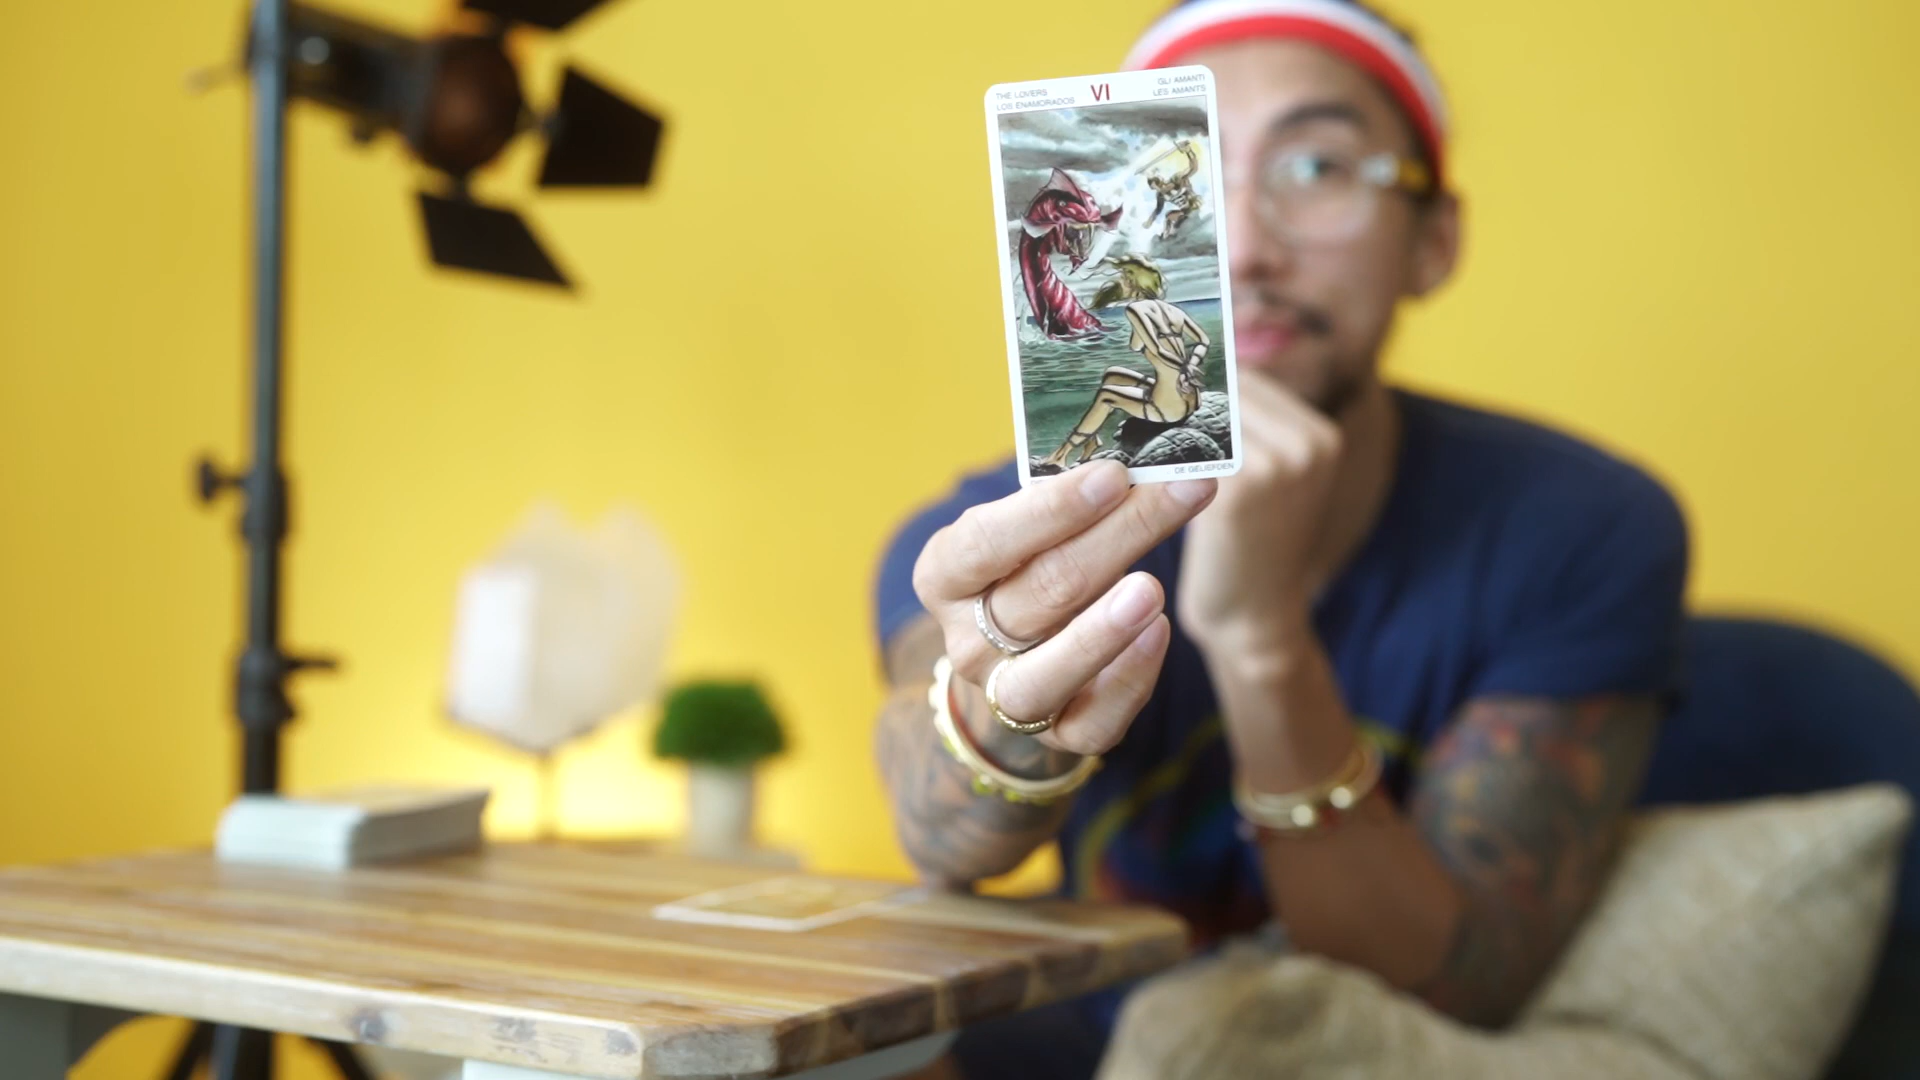 THE LOVERS
LOS ENAMORADOS
VI
GLI AMANTI
LES AMANTS
DE GELIEFDEN